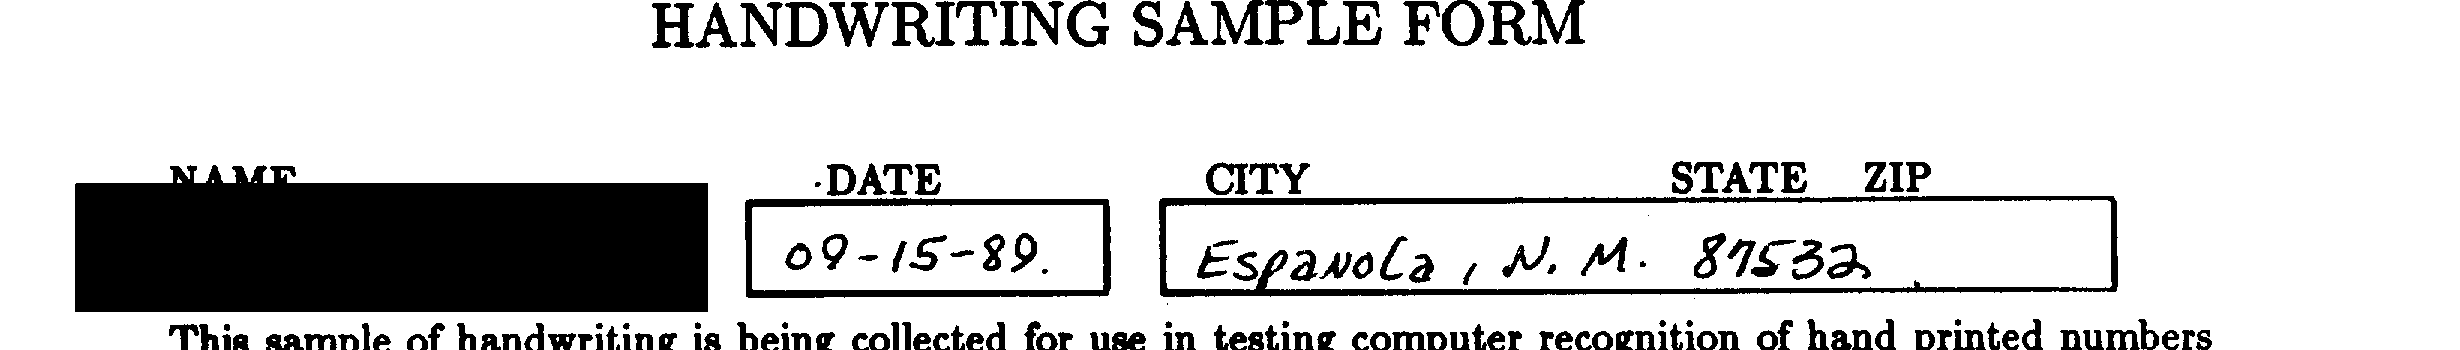 HANDWRITING SAMPLE FORM
NAME DATE CITY STATE ZIP
09-15-89. Espanola, N. M. 87532
This sample of handwriting is being collected for use in testing computer recognition of hand printed numbers